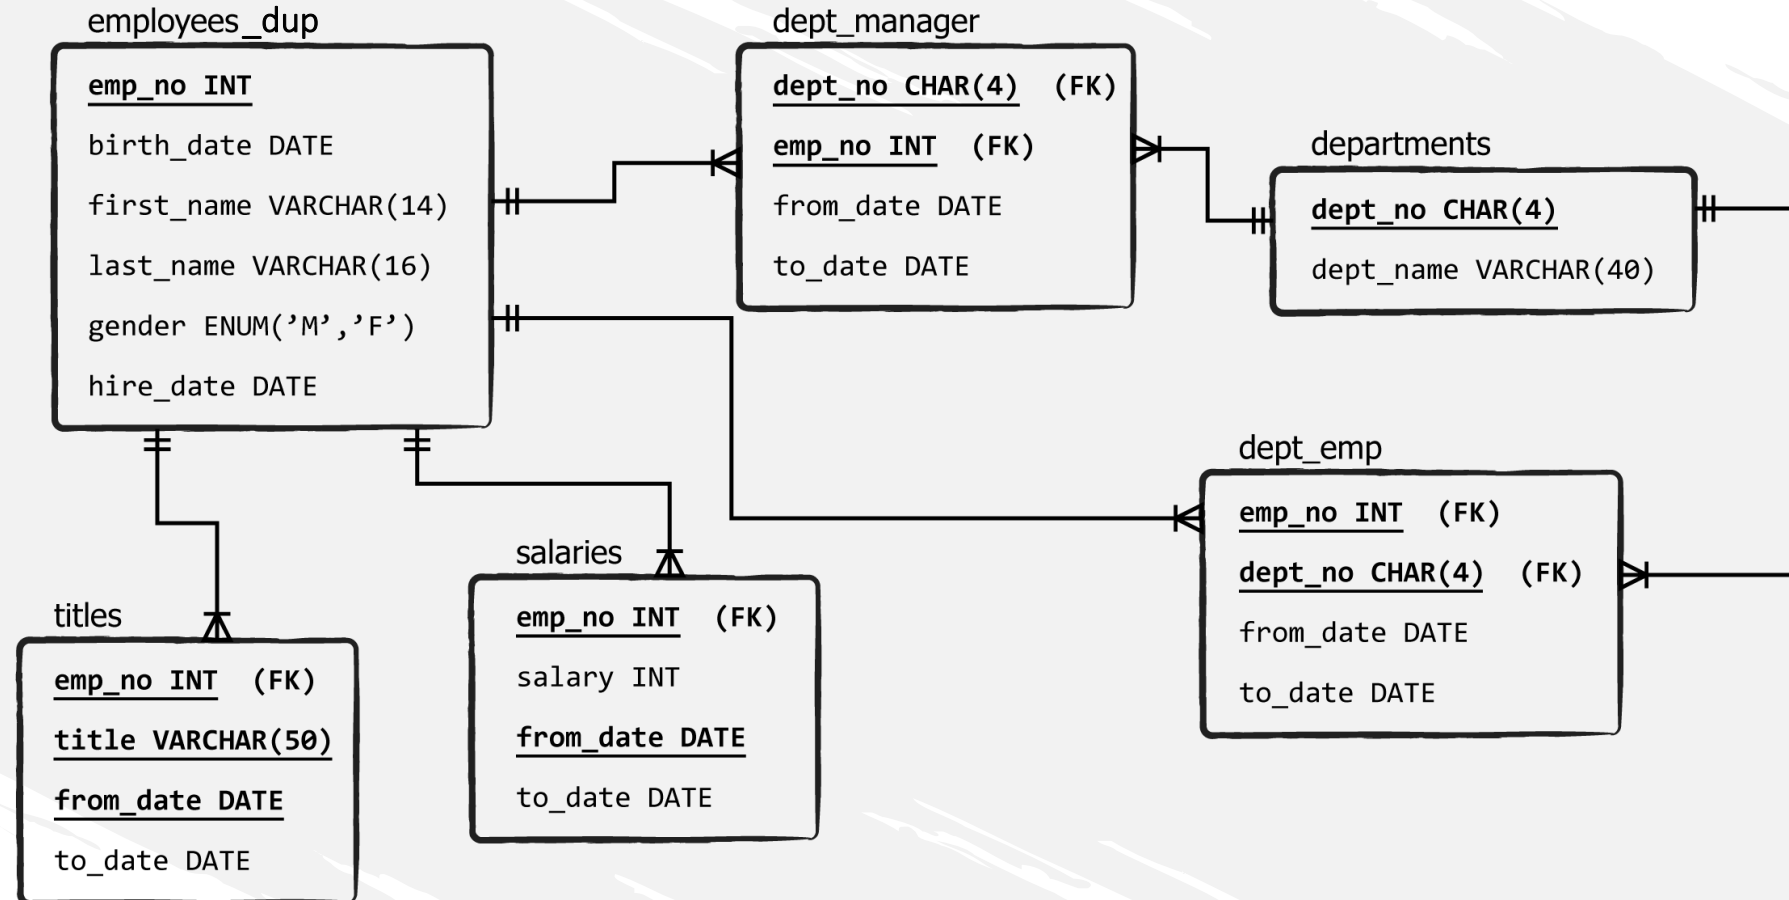 employees_dup
emp_no INT
birth_date DATE
first_name VARCHAR(14)
last_name VARCHAR(16)
gender ENUM(’M’,’F’)
hire_date DATE
dept_manager
dept_no CHAR(4) (FK)
emp_no INT (FK)
from_date DATE
to_date DATE
departments
dept_no CHAR(4)
dept_name VARCHAR(40)
dept_emp
emp_no INT (FK)
dept_no CHAR(4) (FK)
from_date DATE
to_date DATE
salaries
emp_no INT (FK)
salary INT
from_date DATE
to_date DATE
titles
emp_no INT (FK)
title VARCHAR(50)
from_date DATE
to_date DATE